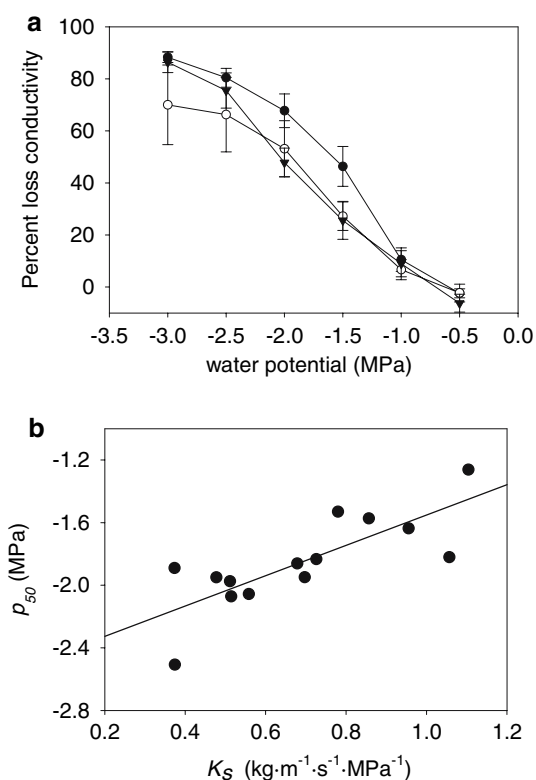 a
Percent loss conductivity
100
80
60
40
20
0
-3.5 -3.0 -2.5 -2.0 -1.5 -1.0 -0.5 0.0
water potential (MPa)
b
p50 (MPa)
-1.2
-1.6
-2.0
-2.4
-2.8
0.2 0.4 0.6 0.8 1.0 1.2
KS (kg·m⁻¹·s⁻¹·MPa⁻¹)